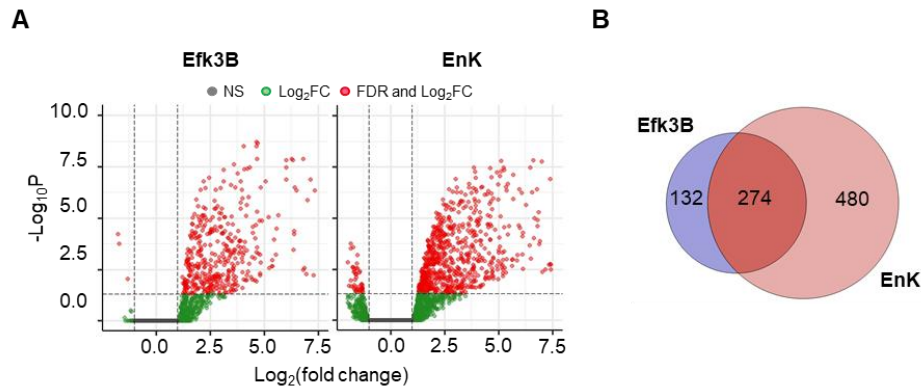 A
B
Efk3B
EnK
NS Log₂FC FDR and Log₂FC
10.0
7.5
5.0
2.5
0.0
-Log₁₀P
0.0 2.5 5.0 7.5 0.0 2.5 5.0 7.5
Log₂(fold change)
Efk3B
132 274 480
EnK